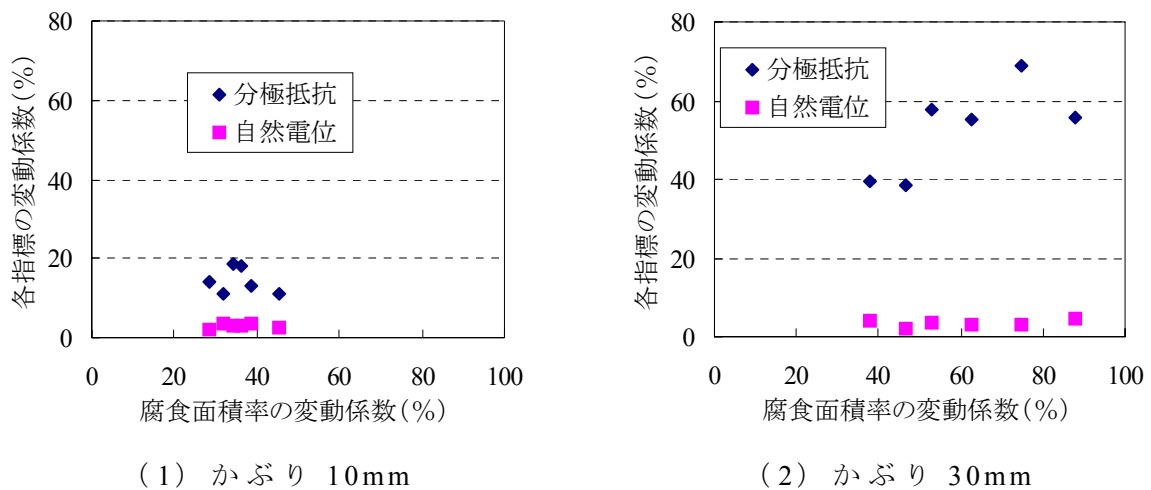 80
60
40
20
0
各指標の変動係数(%)
分極抵抗
自然電位
0 20 40 60 80 100
腐食面積率の変動係数(%)
(1) かぶり 10mm
80
60
40
20
0
各指標の変動係数(%)
分極抵抗
自然電位
0 20 40 60 80 100
腐食面積率の変動係数(%)
(2) かぶり 30mm